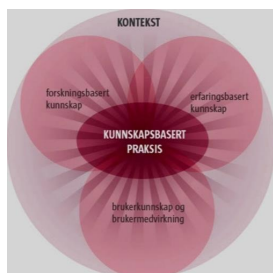 KONTEKST
forskningsbasert
kunnskap
erfaringsbasert
kunnskap
KUNNSKAPSBASERT
PRAKSIS
brukerkunnskap og
brukermedvirkning